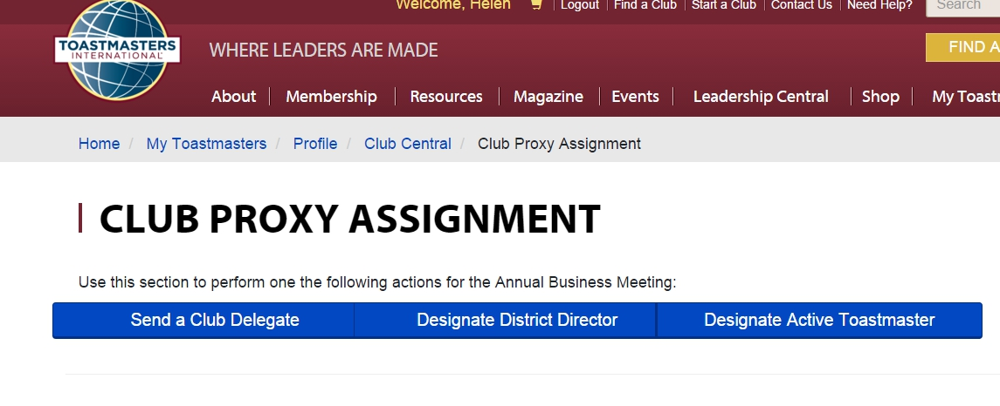 Welcome, Helen Logout Find a Club Start a Club Contact Us Need Help? Search
TOASTMASTERS
INTERNATIONAL
WHERE LEADERS ARE MADE
FIND A
About Membership Resources Magazine Events Leadership Central Shop My Toastm
Home / My Toastmasters / Profile / Club Central / Club Proxy Assignment
CLUB PROXY ASSIGNMENT
Use this section to perform one the following actions for the Annual Business Meeting:
Send a Club Delegate Designate District Director Designate Active Toastmaster